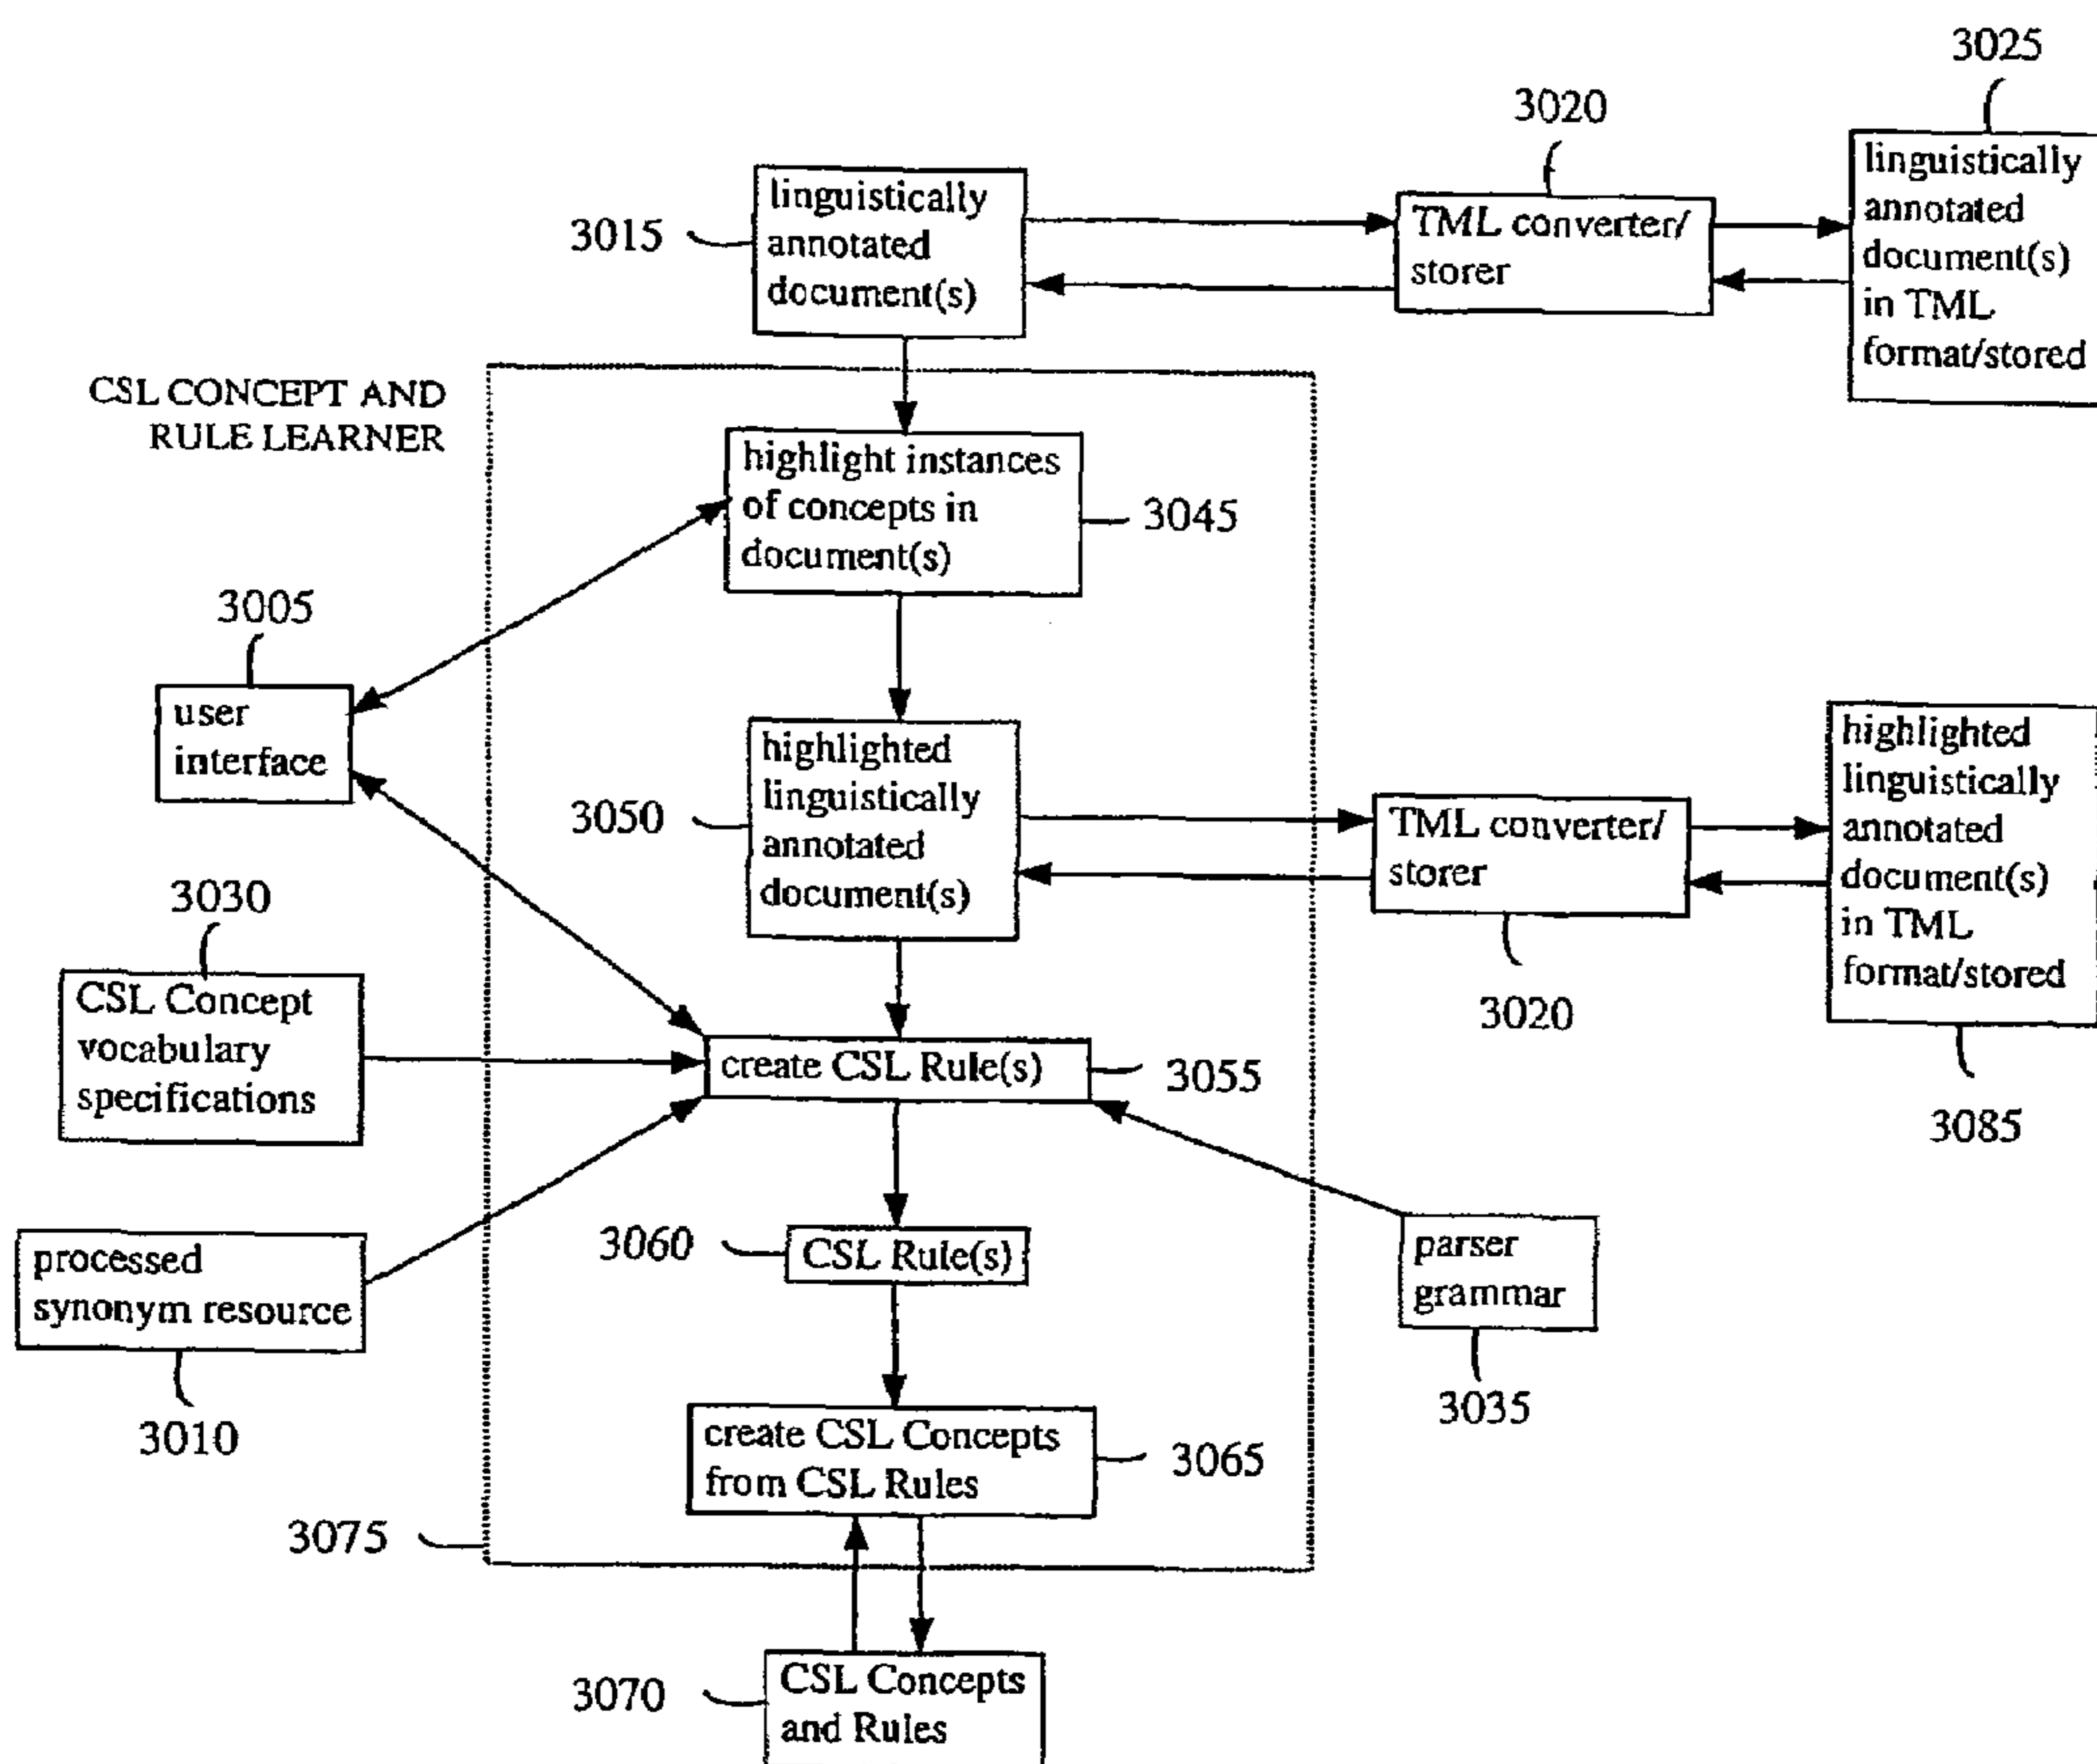 3025
3020
linguistically
annotated
document(s)
in TML
format/stored
3015
linguistically
annotated
document(s)
TML converter/
storer
CSL CONCEPT AND
RULE LEARNER
highlight instances
of concepts in
document(s)
3045
3005
user
interface
3050
highlighted
linguistically
annotated
document(s)
TML converter/
storer
3020
highlighted
linguistically
annotated
document(s)
in TML
format/stored
3085
3030
CSL Concept
vocabulary
specifications
create CSL Rule(s)
3055
processed
synonym resource
3010
3060
CSL Rule(s)
parser
grammar
3035
create CSL Concepts
from CSL Rules
3065
3075
3070
CSL Concepts
and Rules